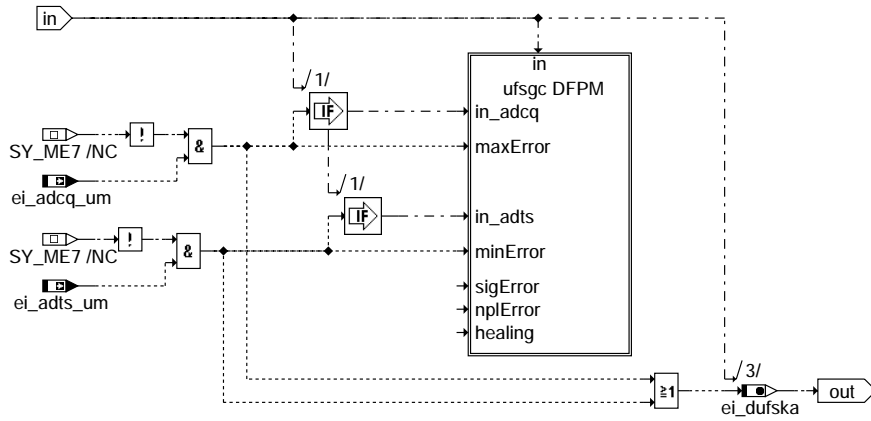 in
in
ufsgc DFPM
/1/
in_adcq
!
&
maxError
SY_ME7 /NC
IF
ei_adcq_um
/1/
in_adts
IF
!
&
minError
SY_ME7 /NC
sigError
ei_adts_um
nplError
healing
/3/
≧1
out
ei_dufska